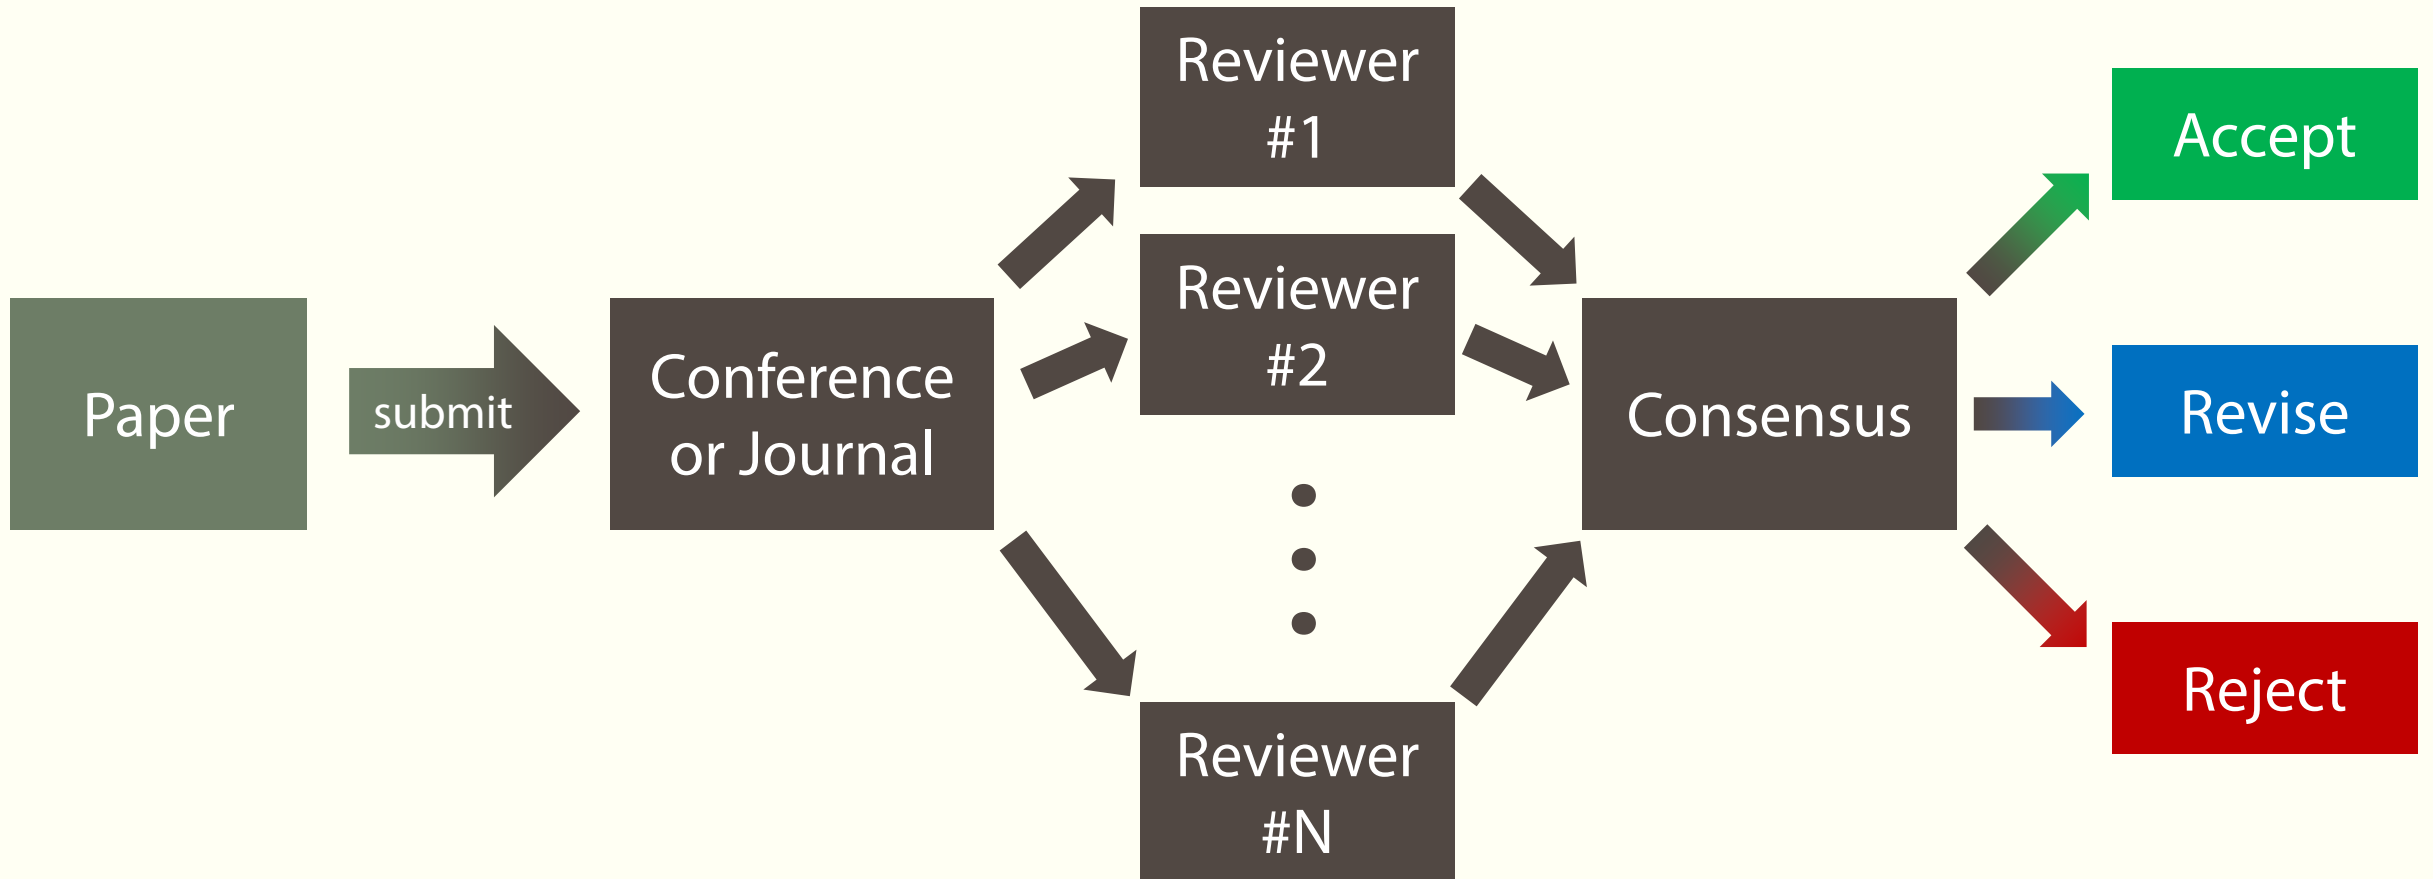 Paper
submit
Conference
or Journal
Reviewer
#1
Reviewer
#2
Reviewer
#N
Consensus
Accept
Revise
Reject